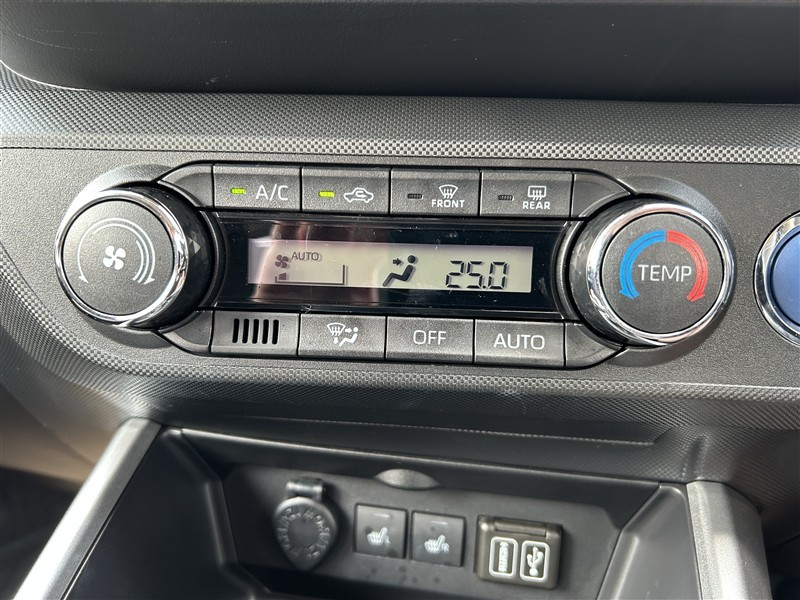 A/C
FRONT
REAR
AUTO
25.0
TEMP
OFF
AUTO